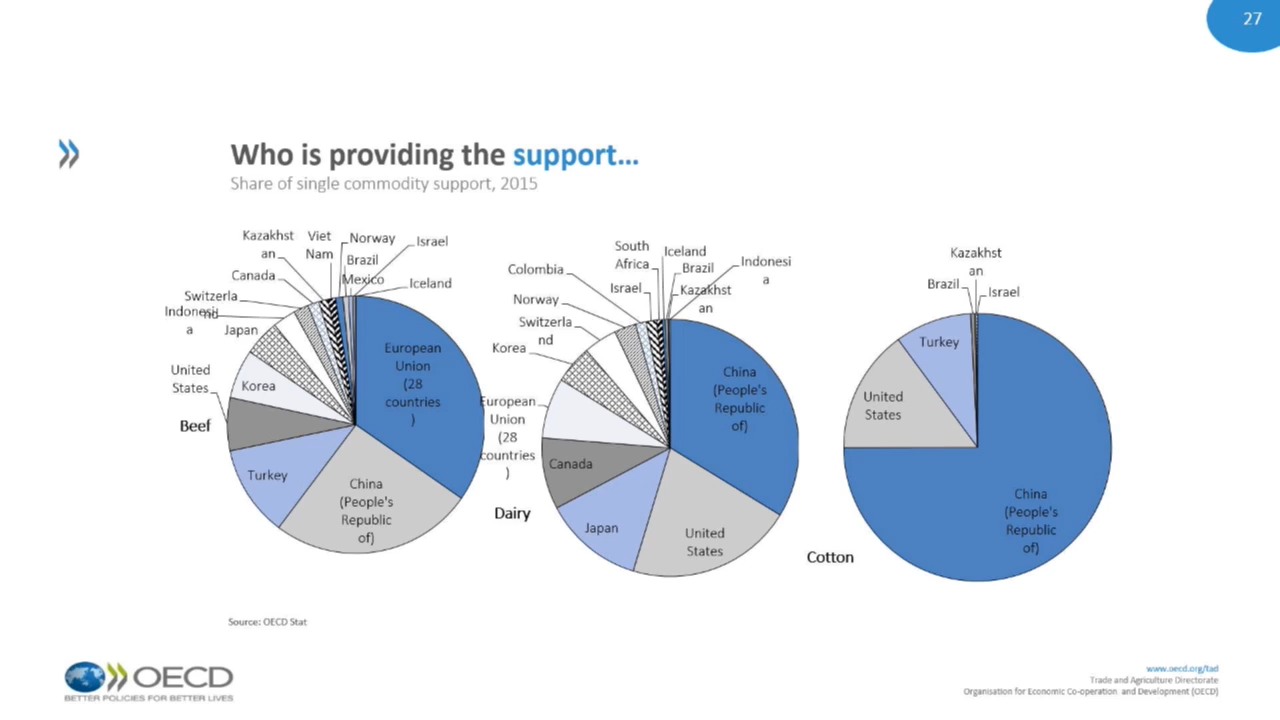 27
Who is providing the support...
Share of single commodity support, 2015
Kazakhst
an
Viet
Nam
Norway
Brazil
Mexico
Israel
Iceland
Canada
Switzerla
nd
Indonesi
a
Japan
United
States
Korea
Turkey
European
Union
(28
countries
)
China
(People's
Republic
of)
Beef
South
Africa
Iceland
Brazil
Kazakhst
an
Indonesi
a
Colombia
Israel
Norway
Switzerla
nd
Korea
European
Union
(28
countries
)
Canada
Japan
United
States
China
(People's
Republic
of)
Dairy
Kazakhst
an
Brazil
Israel
Turkey
United
States
China
(People's
Republic
of)
Cotton
Source: OECD Stat
OECD
BETTER POLICIES FOR BETTER LIVES
www.oecd.org/tad
Trade and Agriculture Directorate
Organisation for Economic Co-operation and Development (OECD)